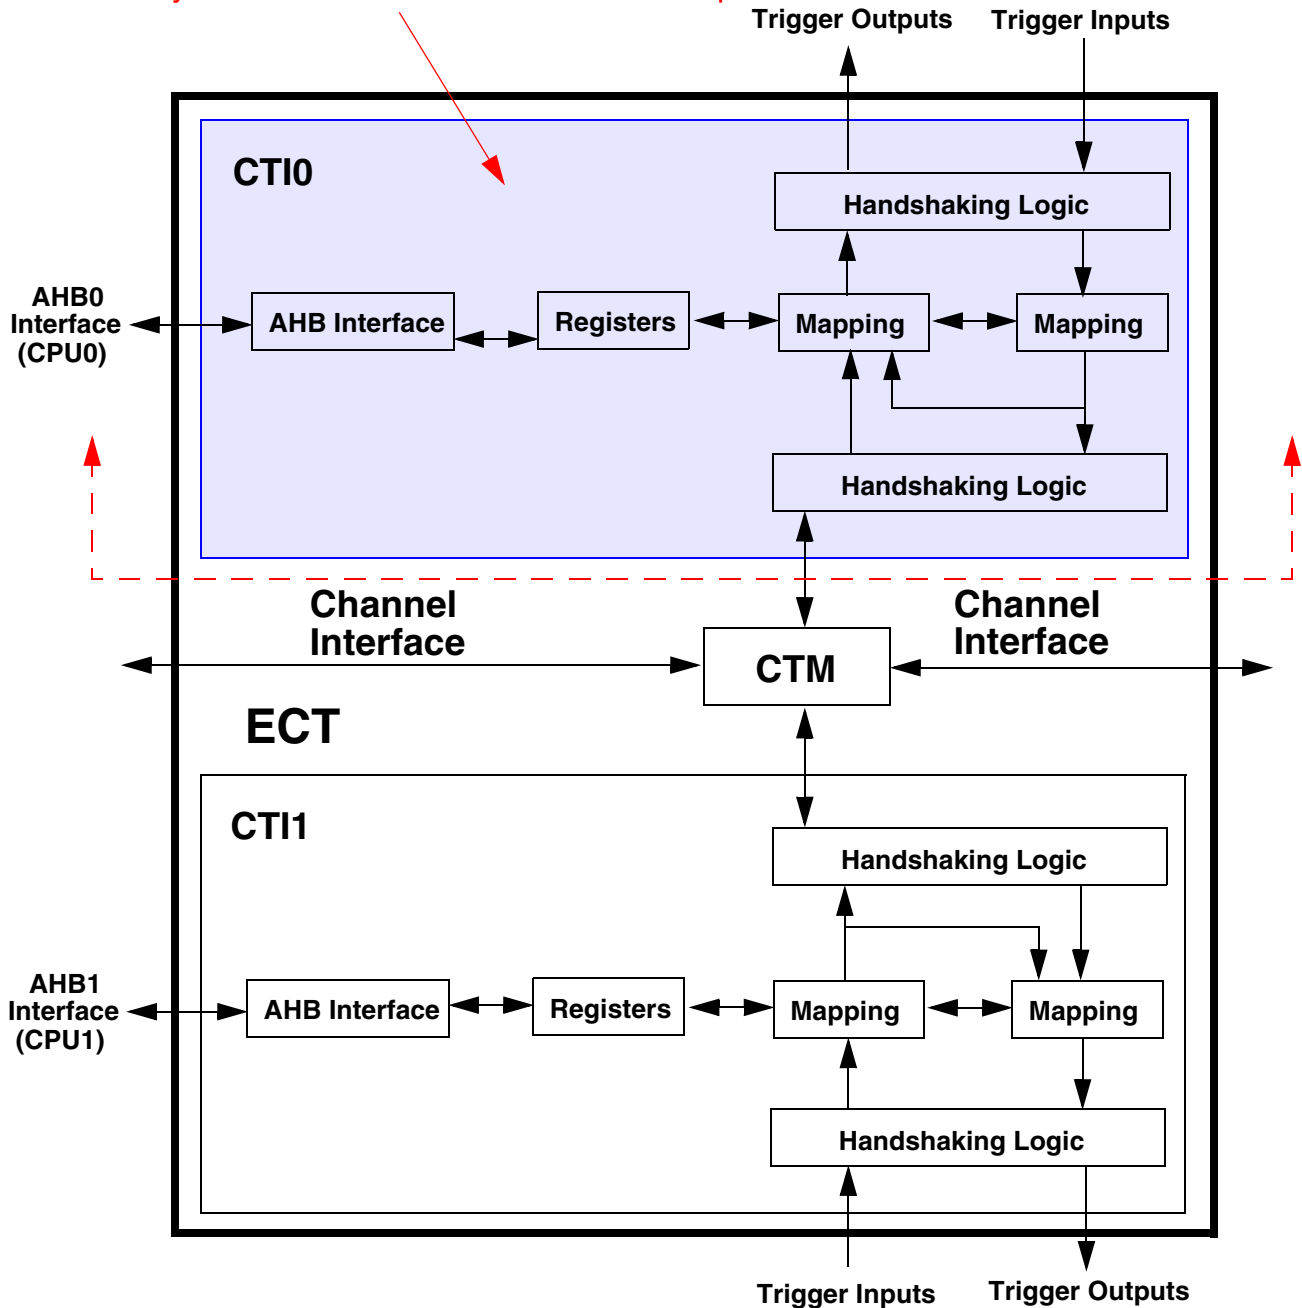 Trigger Outputs
Trigger Inputs
CTI0
Handshaking Logic
AHB0
Interface
(CPU0)
AHB Interface
Registers
Mapping
Mapping
Handshaking Logic
Channel
Interface
Channel
Interface
CTM
ECT
CTI1
Handshaking Logic
AHB1
Interface
(CPU1)
AHB Interface
Registers
Mapping
Mapping
Handshaking Logic
Trigger Inputs
Trigger Outputs